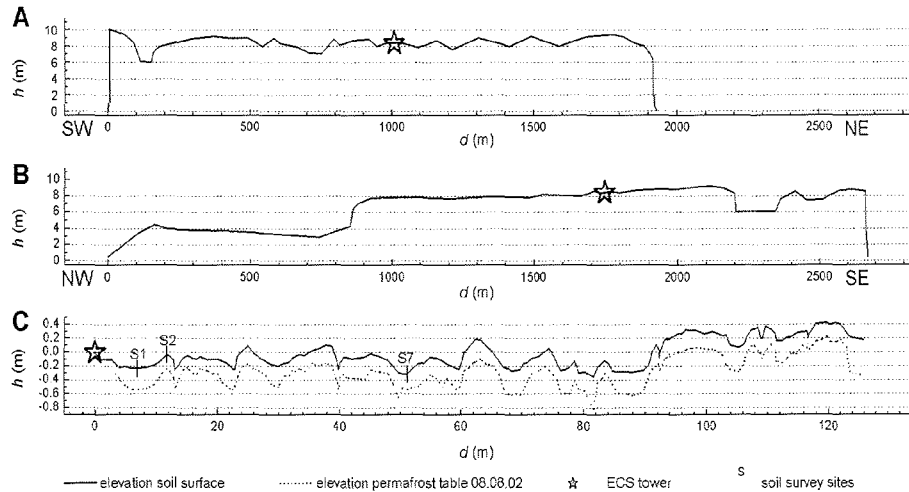 A
h (m)
10
8
6
4
2
0
SW
0 500 1000 1500 2000 2500
NE
d (m)
B
h (m)
10
8
6
4
2
0
NW
0 500 1000 1500 2000 2500
SE
d (m)
C
h (m)
0.4
0.2
0.0
-0.2
-0.4
-0.6
-0.8
S1
S2
S7
0 20 40 60 80 100 120
d (m)
elevation soil surface
elevation permafrost table 08.08.02
ECS tower
S
soil survey sites